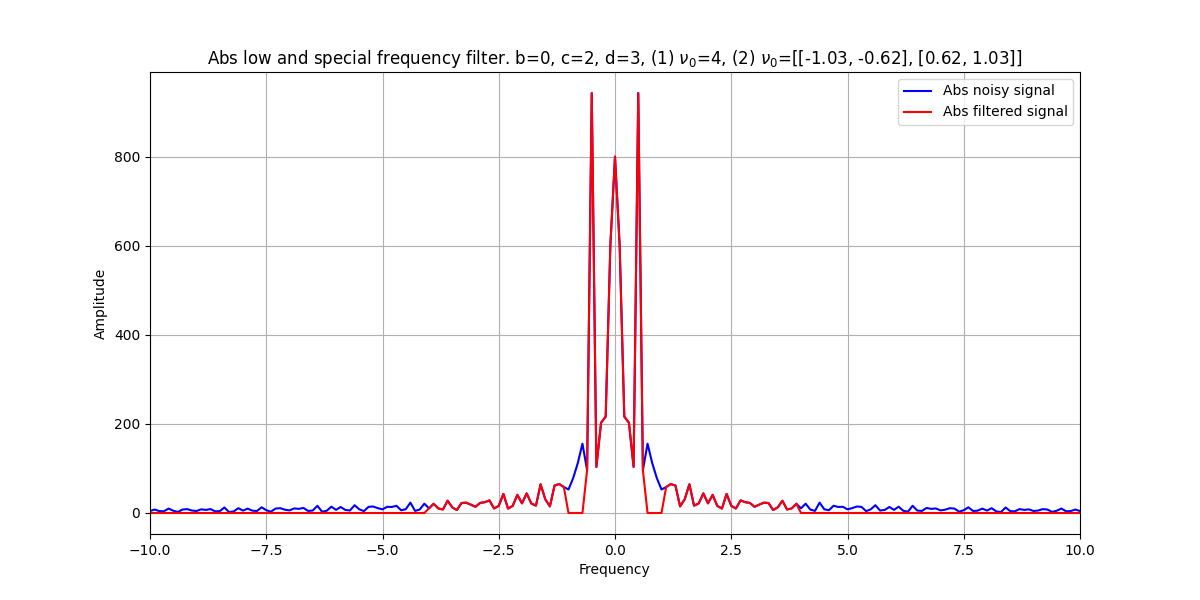 Abs low and special frequency filter. b=0, c=2, d=3, (1) ν₀=4, (2) ν₀=[[-1.03, -0.62], [0.62, 1.03]]
Abs noisy signal
Abs filtered signal
Amplitude
800
600
400
200
0
−10.0 −7.5 −5.0 −2.5 0.0 2.5 5.0 7.5 10.0
Frequency